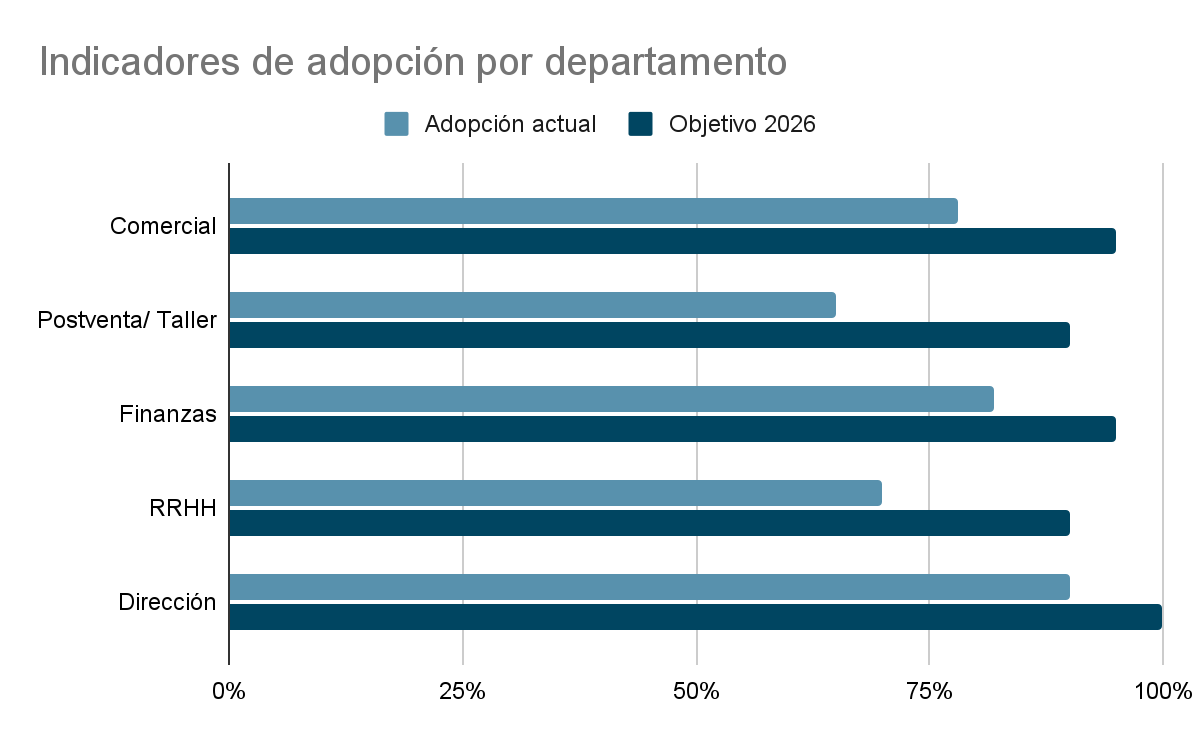 Indicadores de adopción por departamento
Adopción actual
Objetivo 2026
Comercial
Postventa/ Taller
Finanzas
RRHH
Dirección
0%
25%
50%
75%
100%